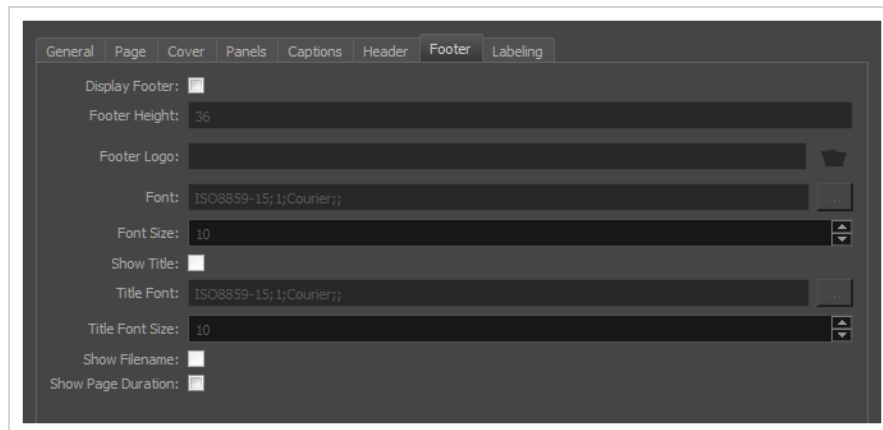 General Page Cover Panels Captions Header Footer Labeling
Display Footer:
Footer Height: 36
Footer Logo:
Font: ISO8859-15;1;Courier;; ...
Font Size: 10
Show Title:
Title Font: ISO8859-15;1;Courier;; ...
Title Font Size: 10
Show Filename:
Show Page Duration: